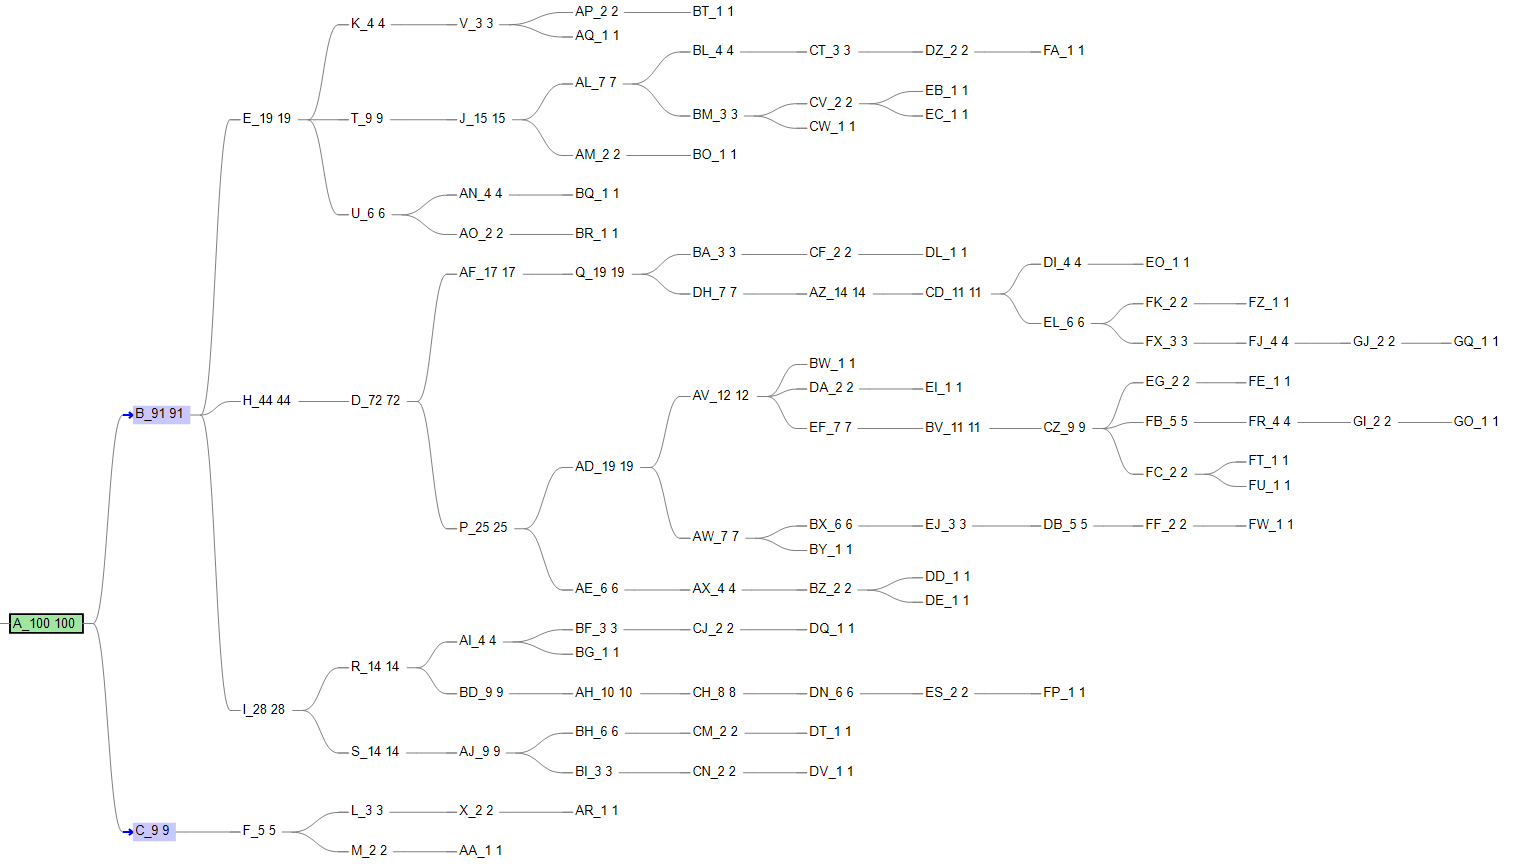 AP_2 2
BT_1 1
K_4 4
V_3 3
AQ_1 1
BL_4 4
CT_3 3
DZ_2 2
FA_1 1
AL_7 7
EB_1 1
CV_2 2
EC_1 1
BM_3 3
CW_1 1
E_19 19
T_9 9
J_15 15
AM_2 2
BO_1 1
AN_4 4
BQ_1 1
U_6 6
AO_2 2
BR_1 1
BA_3 3
CF_2 2
DL_1 1
DI_4 4
EO_1 1
AF_17 17
Q_19 19
DH_7 7
AZ_14 14
CD_11 11
FK_2 2
FZ_1 1
EL_6 6
FX_3 3
FJ_4 4
GJ_2 2
GQ_1 1
BW_1 1
EG_2 2
FE_1 1
DA_2 2
EI_1 1
AV_12 12
H_44 44
D_72 72
B_91 91
FB_5 5
FR_4 4
GI_2 2
GO_1 1
EF_7 7
BV_11 11
CZ_9 9
FT_1 1
AD_19 19
FC_2 2
FU_1 1
P_25 25
BX_6 6
EJ_3 3
DB_5 5
FF_2 2
FW_1 1
AW_7 7
BY_1 1
DD_1 1
AE_6 6
AX_4 4
BZ_2 2
DE_1 1
A_100 100
BF_3 3
CJ_2 2
DQ_1 1
AI_4 4
BG_1 1
R_14 14
BD_9 9
AH_10 10
CH_8 8
DN_6 6
ES_2 2
FP_1 1
I_28 28
BH_6 6
CM_2 2
DT_1 1
S_14 14
AJ_9 9
BI_3 3
CN_2 2
DV_1 1
L_3 3
X_2 2
AR_1 1
C_9 9
F_5 5
M_2 2
AA_1 1